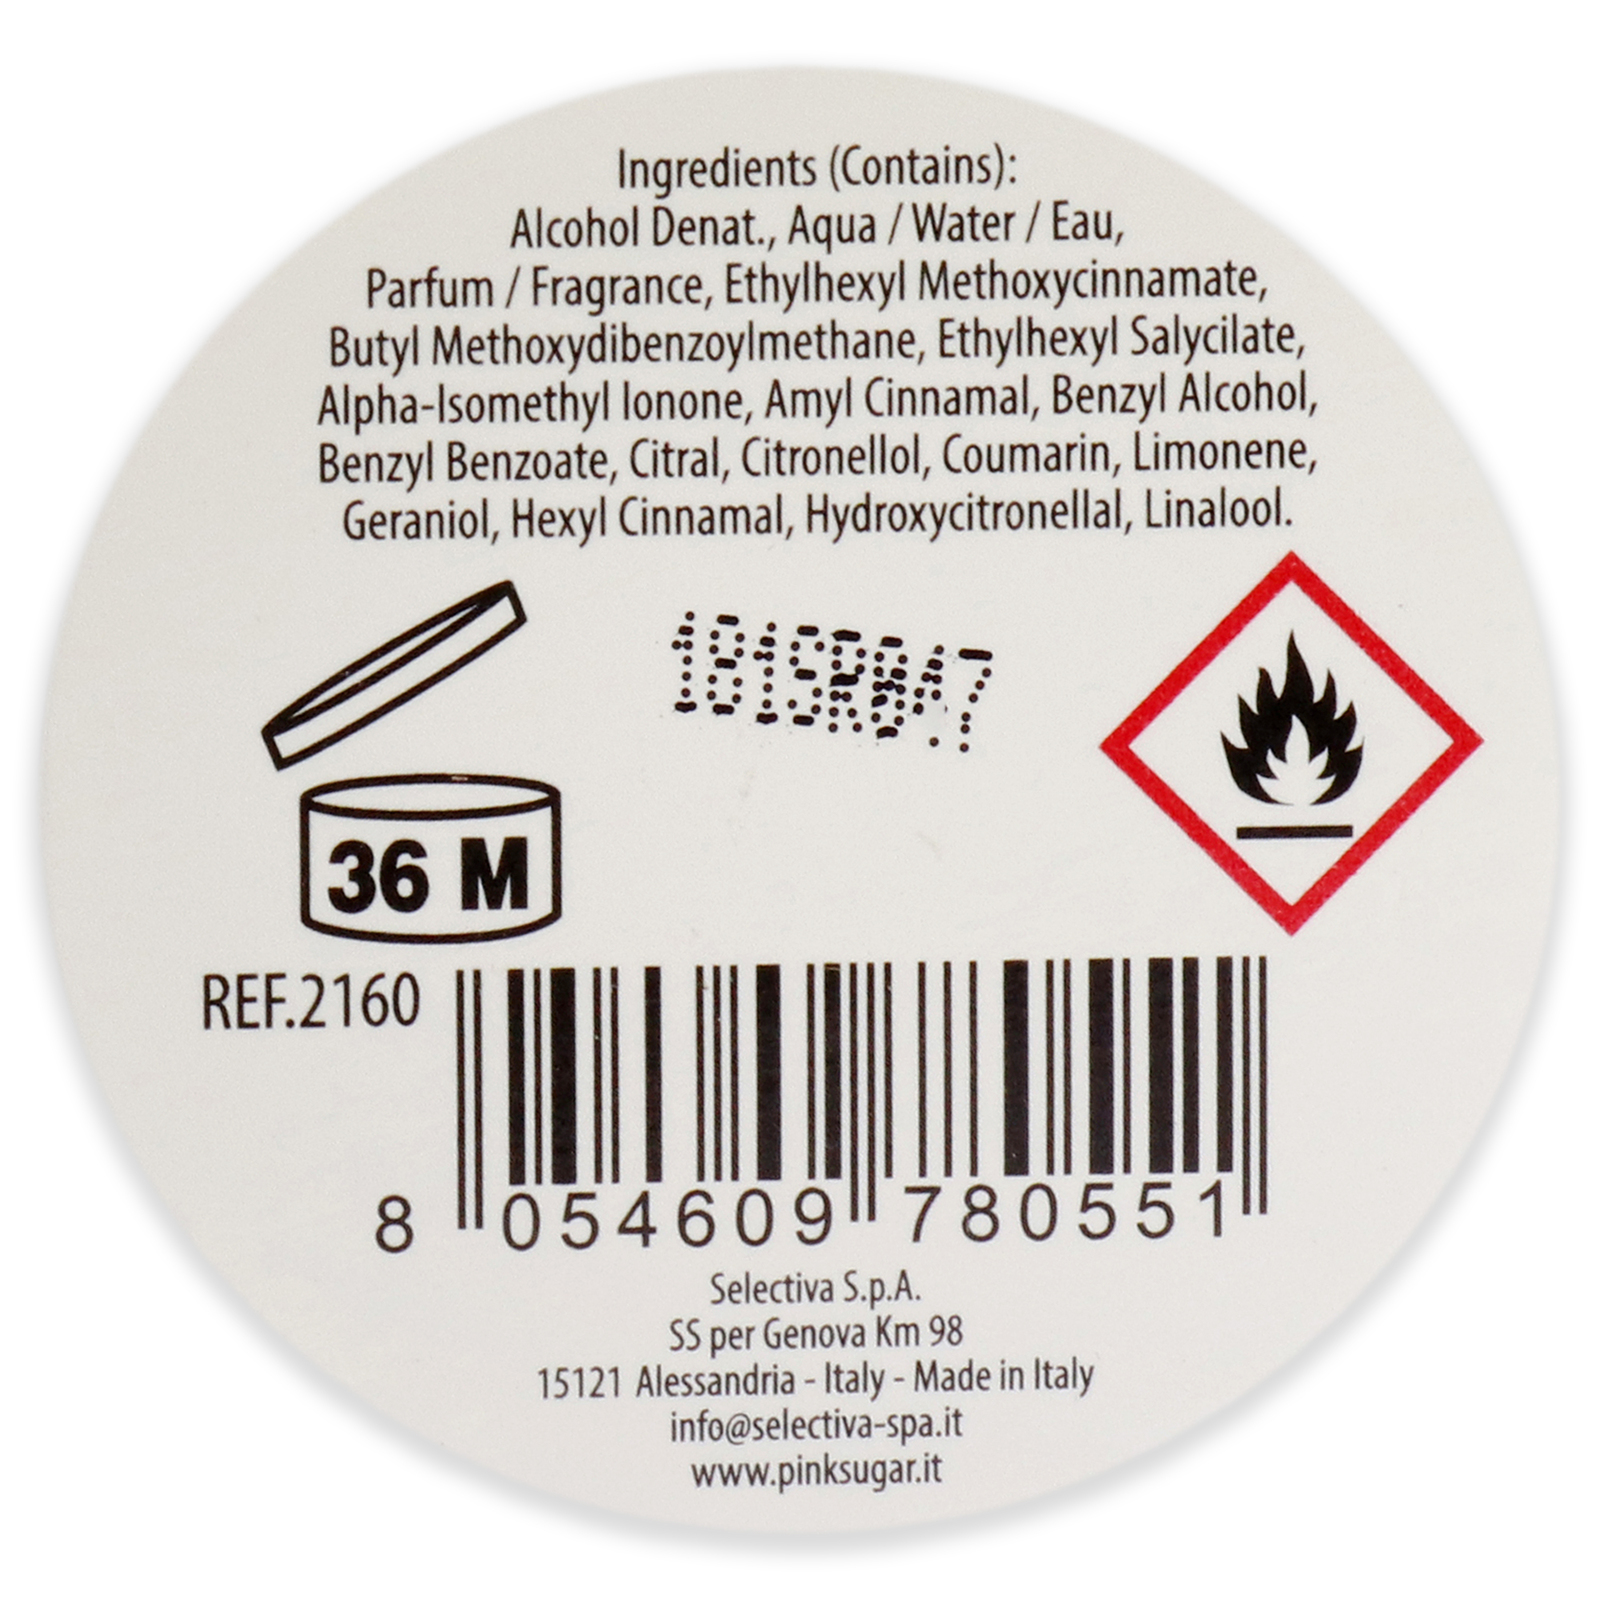 Ingredients (Contains):
Alcohol Denat., Aqua / Water / Eau,
Parfum / Fragrance, Ethylhexyl Methoxycinnamate,
Butyl Methoxydibenzoylmethane, Ethylhexyl Salycilate,
Alpha-Isomethyl Ionone, Amyl Cinnamal, Benzyl Alcohol,
Benzyl Benzoate, Citral, Citronellol, Coumarin, Limonene,
Geraniol, Hexyl Cinnamal, Hydroxycitronellal, Linalool.
36 M
REF.2160
8 054609 780551
Selectiva S.p.A.
SS per Genova Km 98
15121 Alessandria - Italy - Made in Italy
info@selectiva-spa.it
www.pinksugar.it